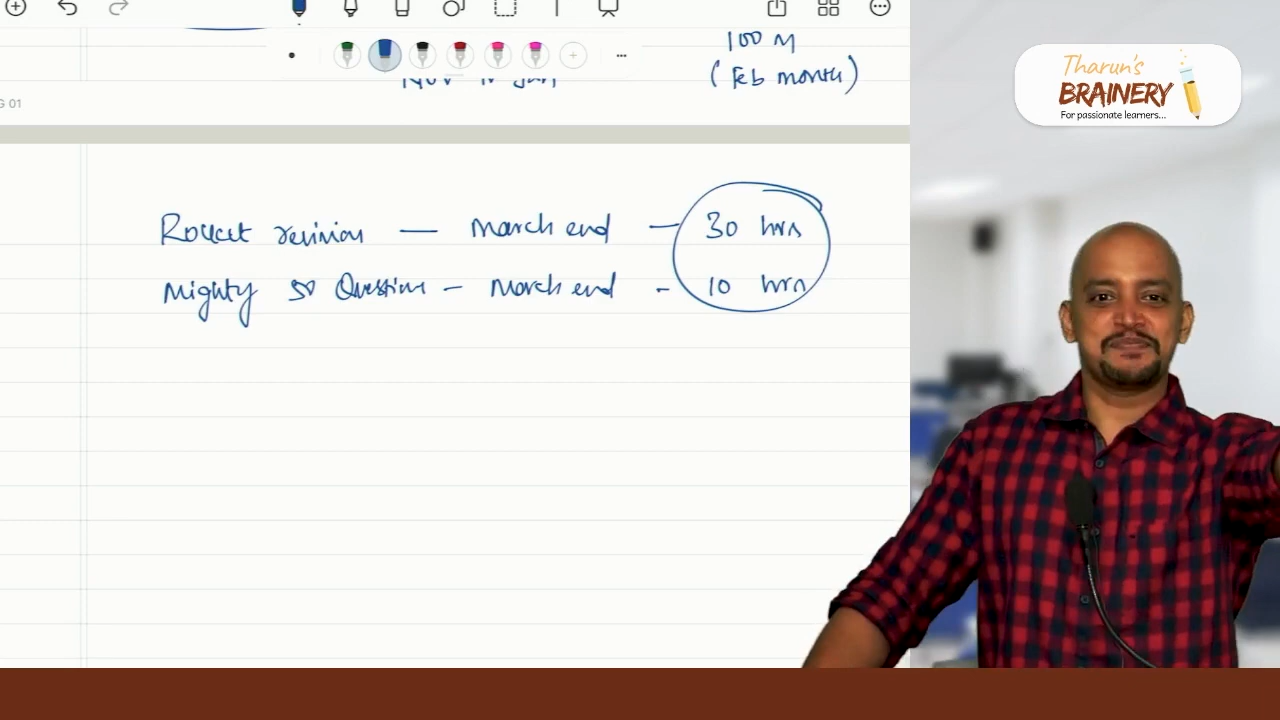 100 M
(Feb month)
G 01
Rocket revision — March end — 30 hrs
Mighty 50 Question - March end - 10 hrs
Tharun's
BRAINERY
For passionate learners...